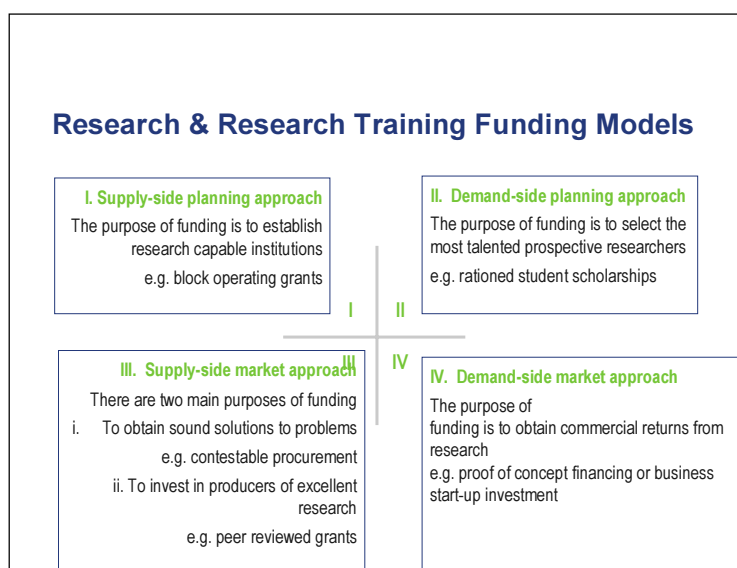 Research & Research Training Funding Models
I. Supply-side planning approach
The purpose of funding is to establish
research capable institutions
e.g. block operating grants
II. Demand-side planning approach
The purpose of funding is to select the
most talented prospective researchers
e.g. rationed student scholarships
I
II
III
IV
III. Supply-side market approach
There are two main purposes of funding
i. To obtain sound solutions to problems
e.g. contestable procurement
ii. To invest in producers of excellent
research
e.g. peer reviewed grants
IV. Demand-side market approach
The purpose of
funding is to obtain commercial returns from
research
e.g. proof of concept financing or business
start-up investment